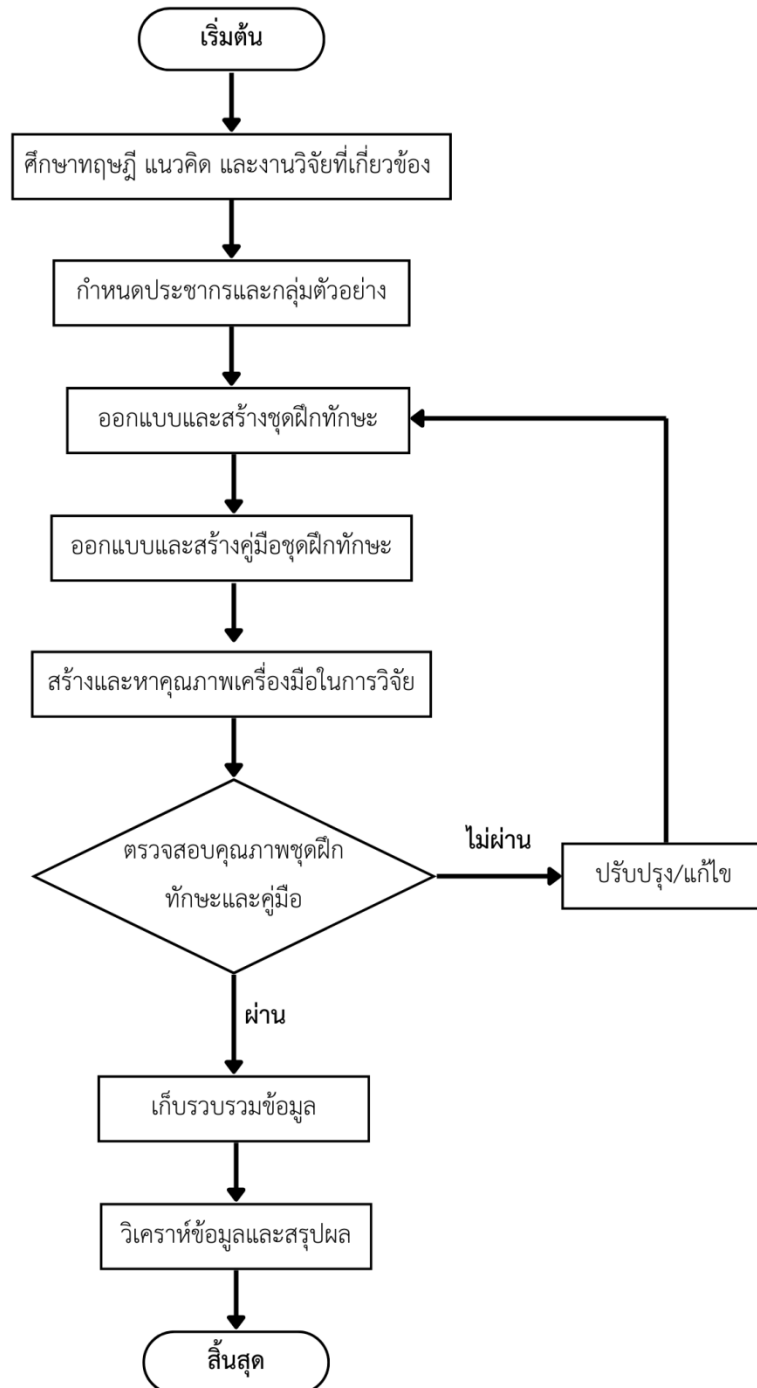 เริ่มต้น
ศึกษาทฤษฎี แนวคิด และงานวิจัยที่เกี่ยวข้อง
กำหนดประชากรและกลุ่มตัวอย่าง
ออกแบบและสร้างชุดฝึกทักษะ
ออกแบบและสร้างคู่มือชุดฝึกทักษะ
สร้างและหาคุณภาพเครื่องมือในการวิจัย
ตรวจสอบคุณภาพชุดฝึก
ทักษะและคู่มือ
ไม่ผ่าน
ปรับปรุง/แก้ไข
ผ่าน
เก็บรวบรวมข้อมูล
วิเคราห์ข้อมูลและสรุปผล
สิ้นสุด